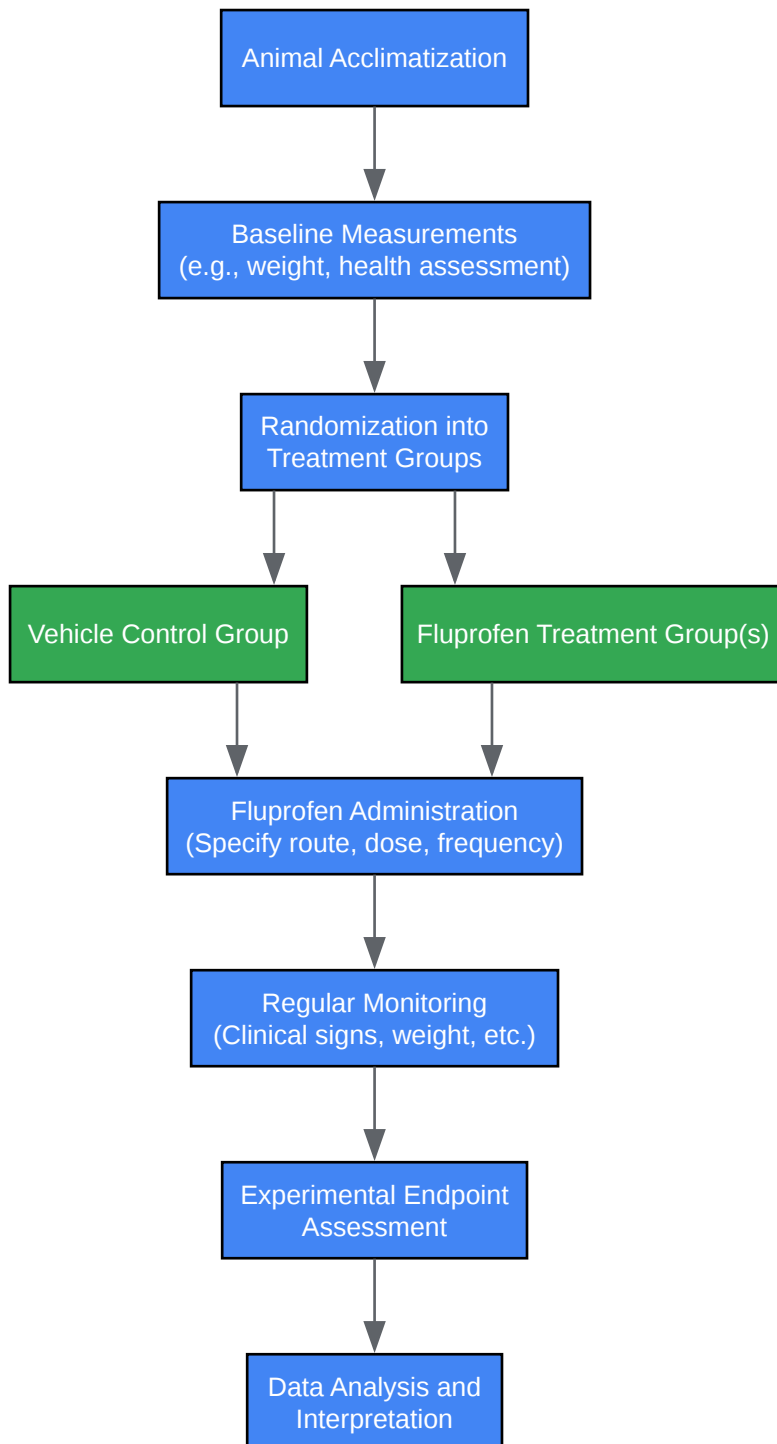 Animal Acclimatization
Baseline Measurements
(e.g., weight, health assessment)
Randomization into
Treatment Groups
Vehicle Control Group
Fluprofen Treatment Group(s)
Fluprofen Administration
(Specify route, dose, frequency)
Regular Monitoring
(Clinical signs, weight, etc.)
Experimental Endpoint
Assessment
Data Analysis and
Interpretation